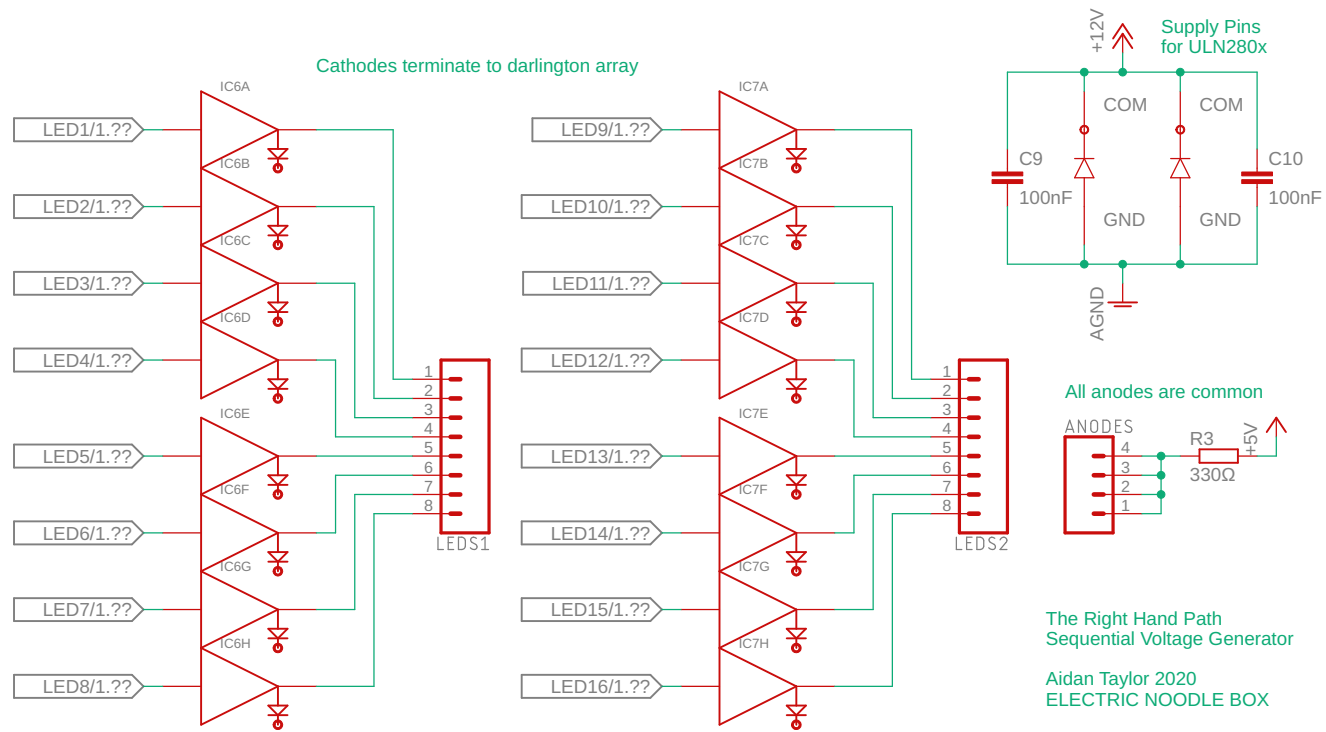 Cathodes terminate to darlington array
IC6A
LED1/1.??
IC6B
LED2/1.??
IC6C
LED3/1.??
IC6D
LED4/1.??
IC6E
LED5/1.??
IC6F
LED6/1.??
IC6G
LED7/1.??
IC6H
LED8/1.??
1
2
3
4
5
6
7
8
LEDS1
IC7A
LED9/1.??
IC7B
LED10/1.??
IC7C
LED11/1.??
IC7D
LED12/1.??
IC7E
LED13/1.??
IC7F
LED14/1.??
IC7G
LED15/1.??
IC7H
LED16/1.??
1
2
3
4
5
6
7
8
LEDS2
+12V
Supply Pins
for ULN280x
COM
COM
C9
100nF
C10
100nF
GND
GND
AGND
All anodes are common
ANODES
4
3
2
1
R3
330Ω
+5V
The Right Hand Path
Sequential Voltage Generator
Aidan Taylor 2020
ELECTRIC NOODLE BOX